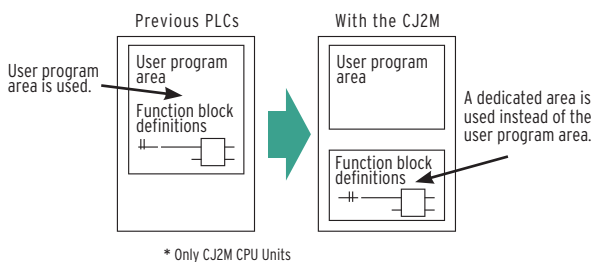 Previous PLCs
With the CJ2M
User program
area is used.
User program
area
Function block
definitions
User program
area
Function block
definitions
A dedicated area is
used instead of the
user program area.
* Only CJ2M CPU Units